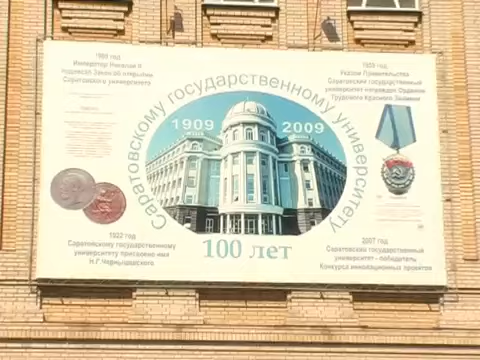 1909 год
Император Николай II
подписал Закон об открытии
Саратовского университета
Саратовскому государственному университету
1909
2009
100 лет
1959 год
Указом Правительства
Саратовский государственный
университет награжден Орденом
Трудового Красного Знамени
1922 год
Саратовскому государственному
университету присвоено имя
Н.Г.Чернышевского
2007 год
Саратовский государственный
университет - победитель
Конкурса инновационных проектов